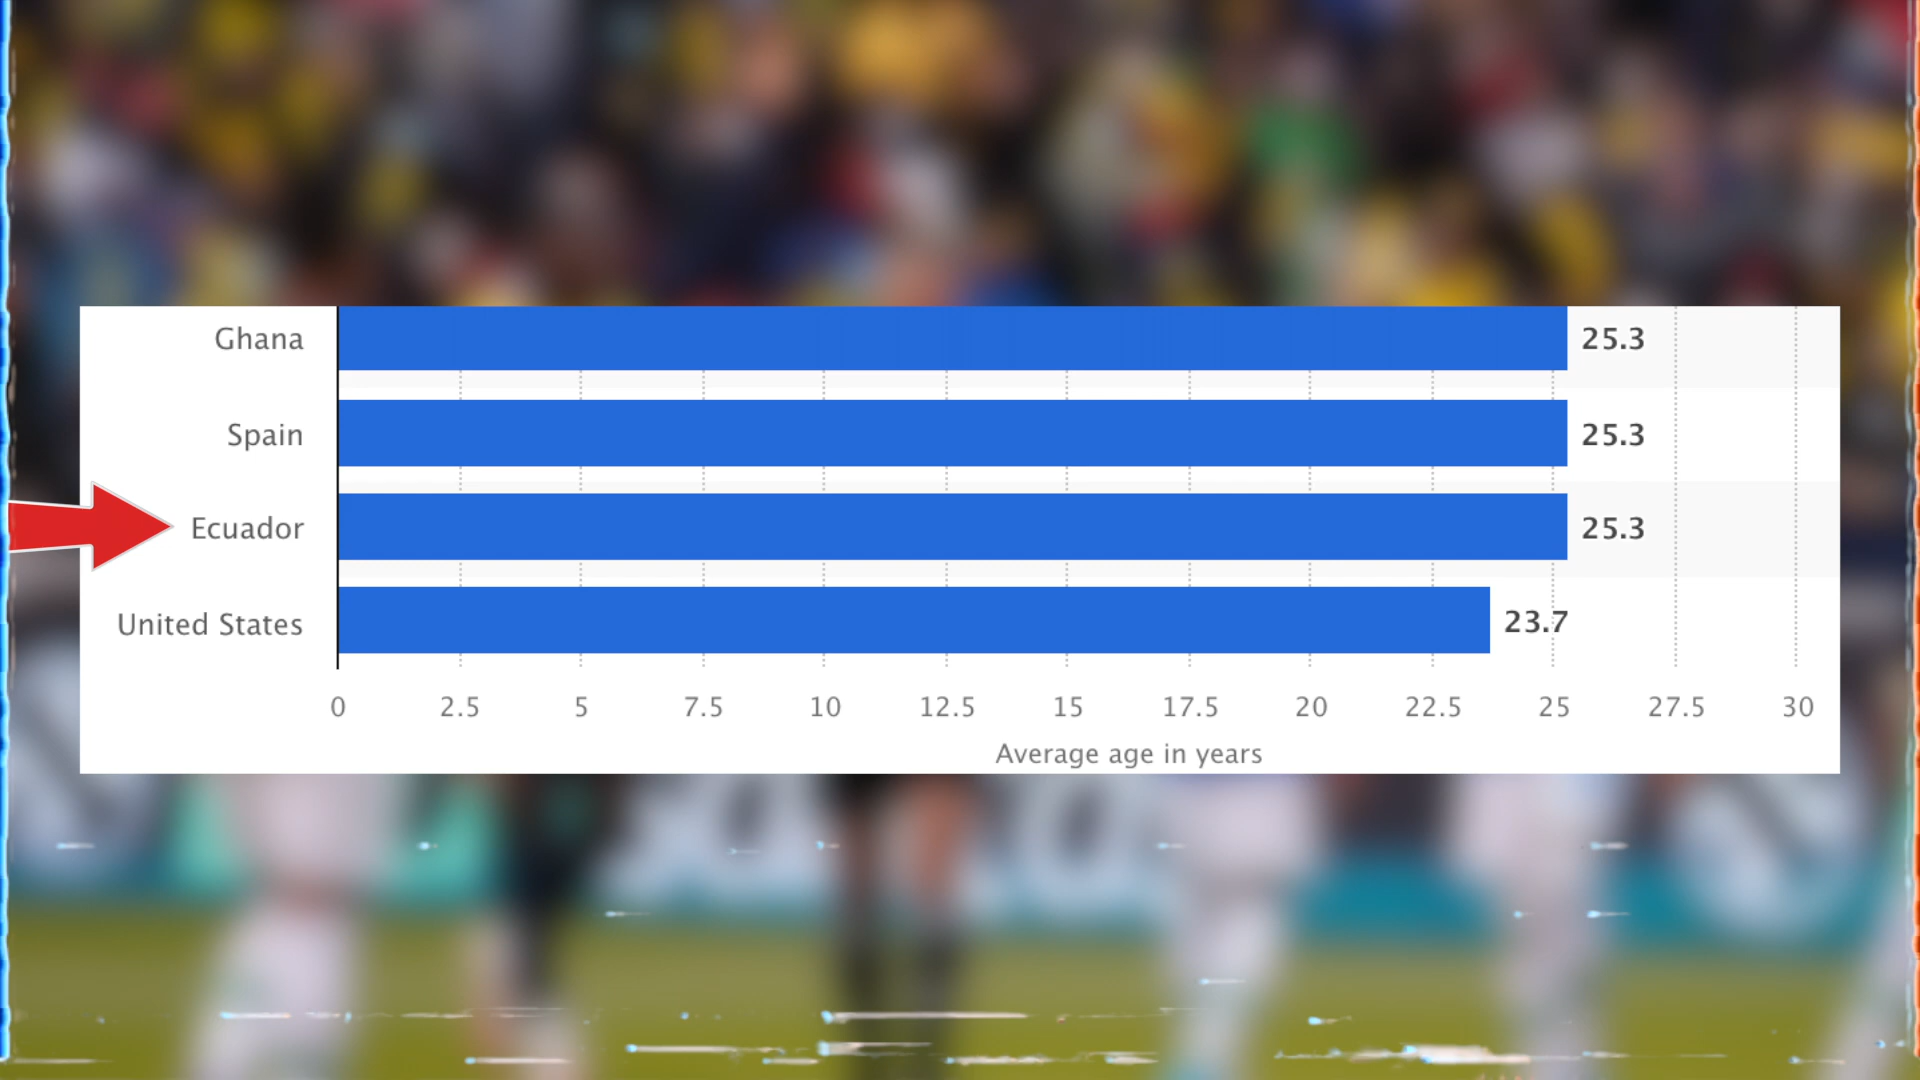 Ghana 25.3
Spain 25.3
Ecuador 25.3
United States 23.7
0 2.5 5 7.5 10 12.5 15 17.5 20 22.5 25 27.5 30
Average age in years